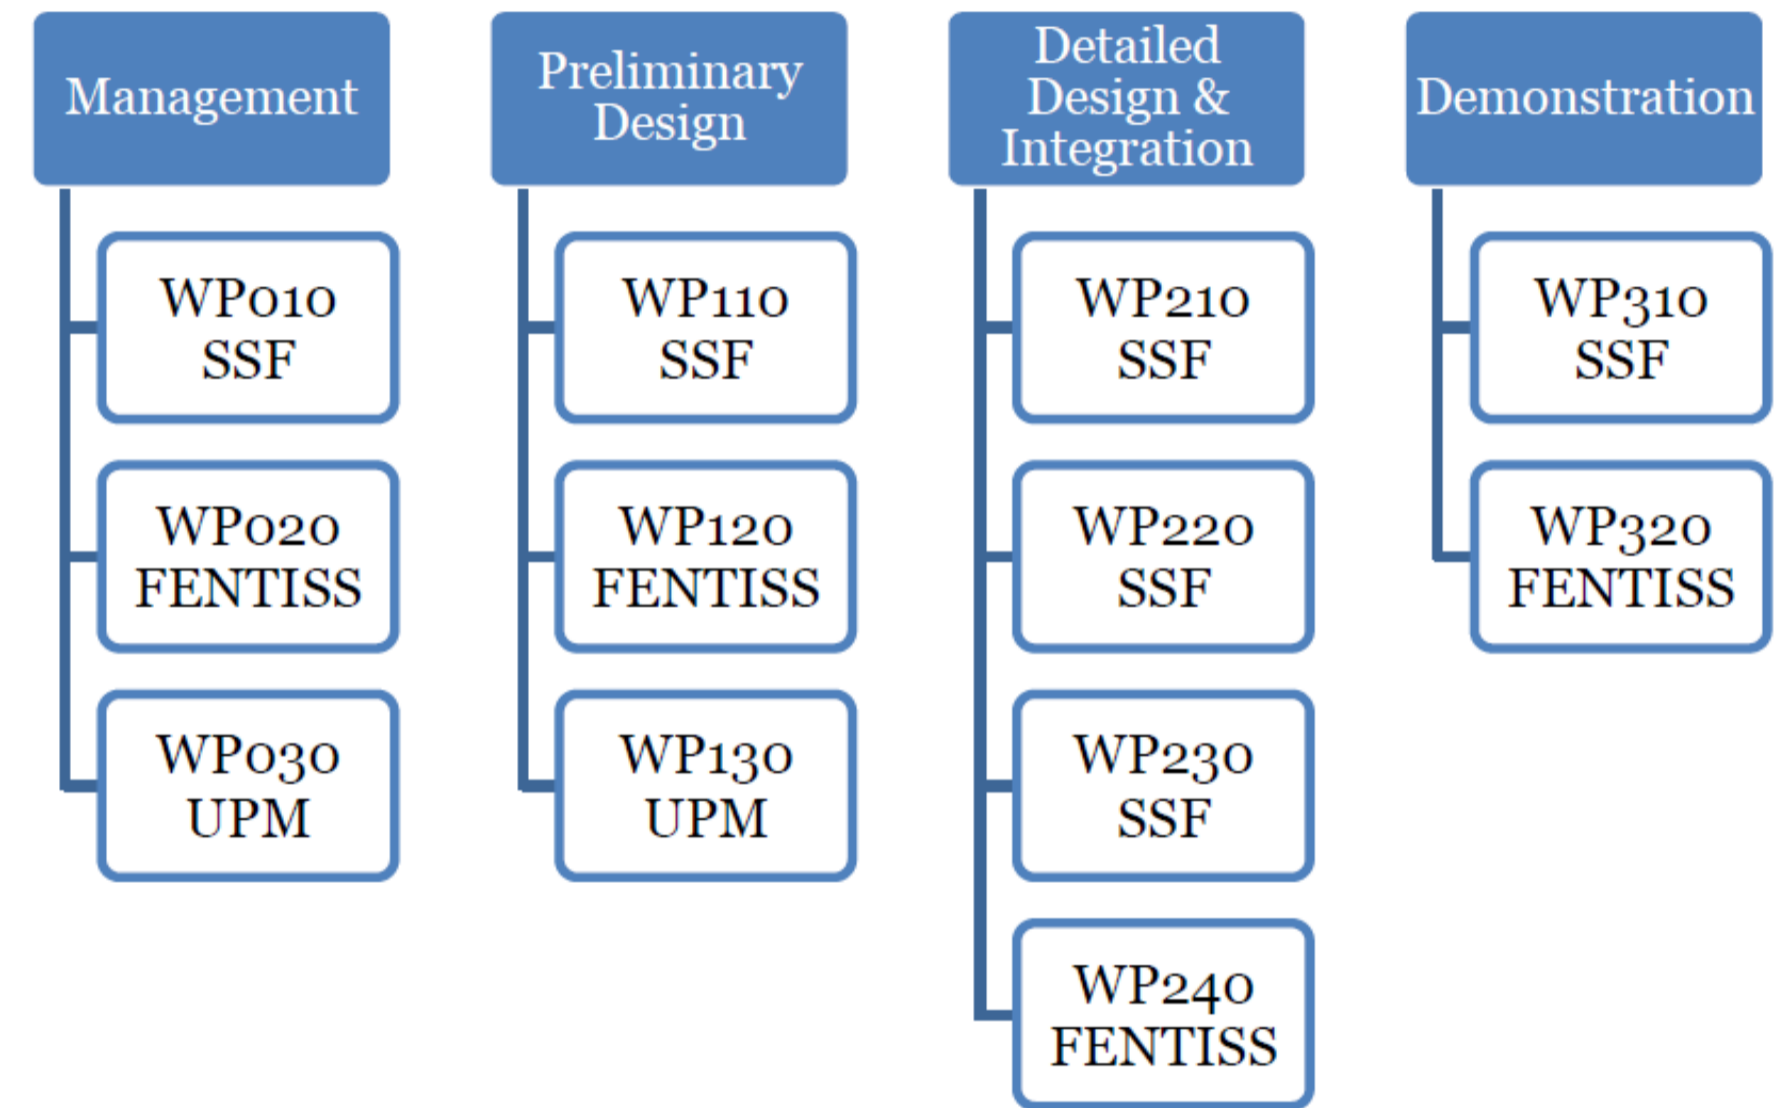 Management
WP010
SSF
WP020
FENTISS
WP030
UPM
Preliminary
Design
WP110
SSF
WP120
FENTISS
WP130
UPM
Detailed
Design &
Integration
WP210
SSF
WP220
SSF
WP230
SSF
WP240
FENTISS
Demonstration
WP310
SSF
WP320
FENTISS